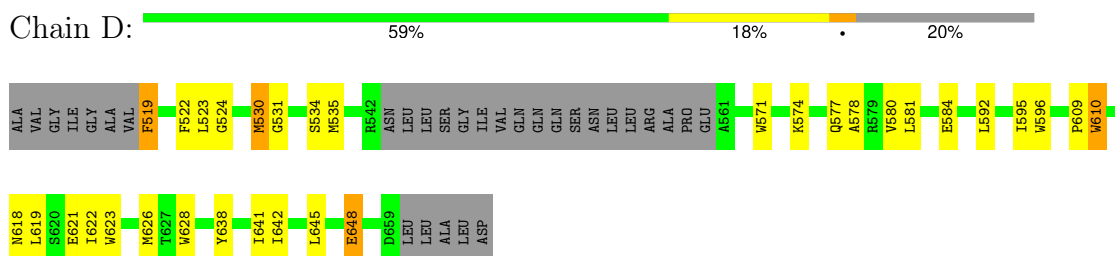 Chain D:
59% 18% • 20%
ALA VAL GLY ILE GLY ALA VAL F519 F522 L523 G524 M530 G531 S534 M535 R542 ASN LEU LEU SER GLY ILE VAL GLN GLN GLN SER ASN LEU LEU ARG ALA PRO GLU A561 W571 K574 Q577 A578 R579 V580 L581 E584 L592 I595 W596 P609 W610
N618 L619 S620 E621 I622 W623 M626 T627 W628 Y638 I641 I642 L645 E648 D659 LEU LEU ALA LEU ASP